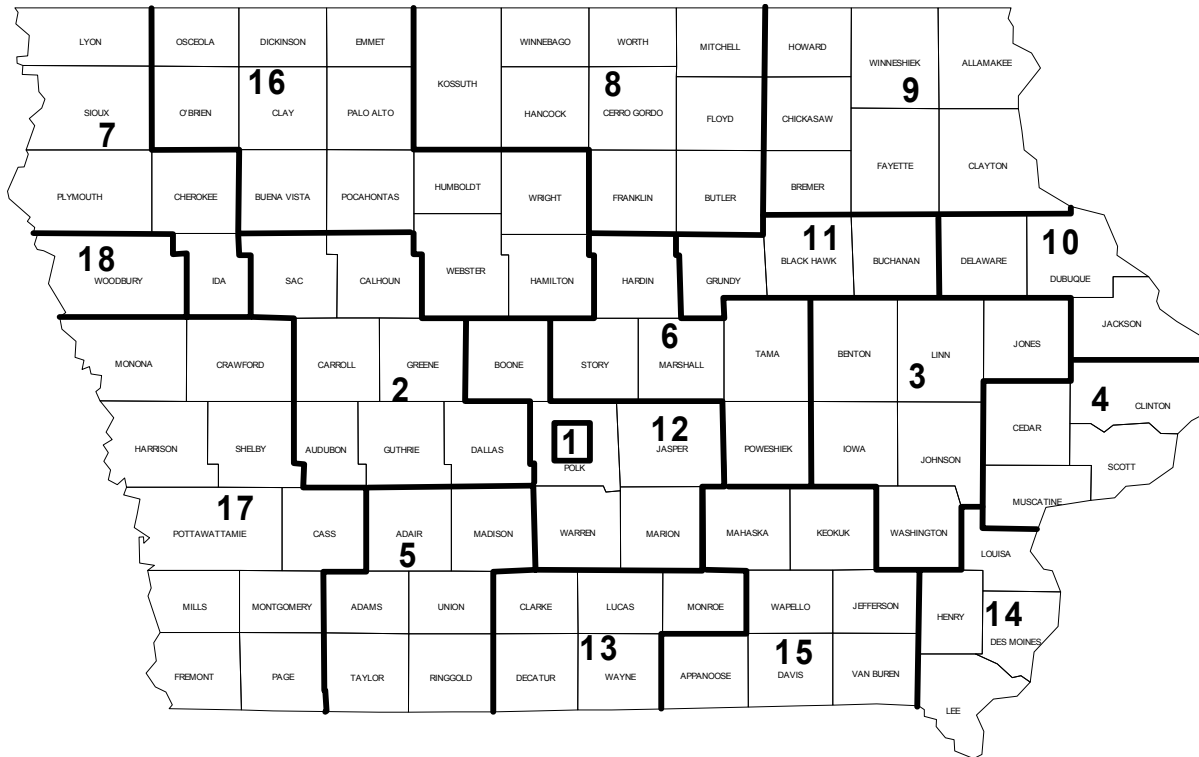 LYON OSCEOLA DICKINSON EMMET WINNEBAGO WORTH MITCHELL HOWARD
WINNESHIEK ALLAMAKEE
16 KOSSUTH 8 9
SIOUX O'BRIEN CLAY PALO ALTO HANCOCK CERRO GORDO FLOYD CHICKASAW
7
FAYETTE CLAYTON
PLYMOUTH CHEROKEE BUENA VISTA POCAHONTAS HUMBOLDT WRIGHT FRANKLIN BUTLER BREMER
18 11 10
WOODBURY IDA SAC CALHOUN WEBSTER HAMILTON HARDIN GRUNDY BLACK HAWK BUCHANAN DELAWARE DUBUQUE
JACKSON
6
MONONA CRAWFORD CARROLL GREENE BOONE STORY MARSHALL TAMA BENTON LINN JONES
2 3 4 CLINTON
1 12
HARRISON SHELBY AUDUBON GUTHRIE DALLAS POLK JASPER POWESHIEK IOWA JOHNSON CEDAR SCOTT
MUSCATINE
17
POTTAWATTAMIE CASS ADAIR MADISON WARREN MARION MAHASKA KEOKUK WASHINGTON
5 LOUISA
MILLS MONTGOMERY ADAMS UNION CLARKE LUCAS MONROE WAPELLO JEFFERSON HENRY 14
DES MOINES
13 15
FREMONT PAGE TAYLOR RINGGOLD DECATUR WAYNE APPANOOSE DAVIS VAN BUREN
LEE